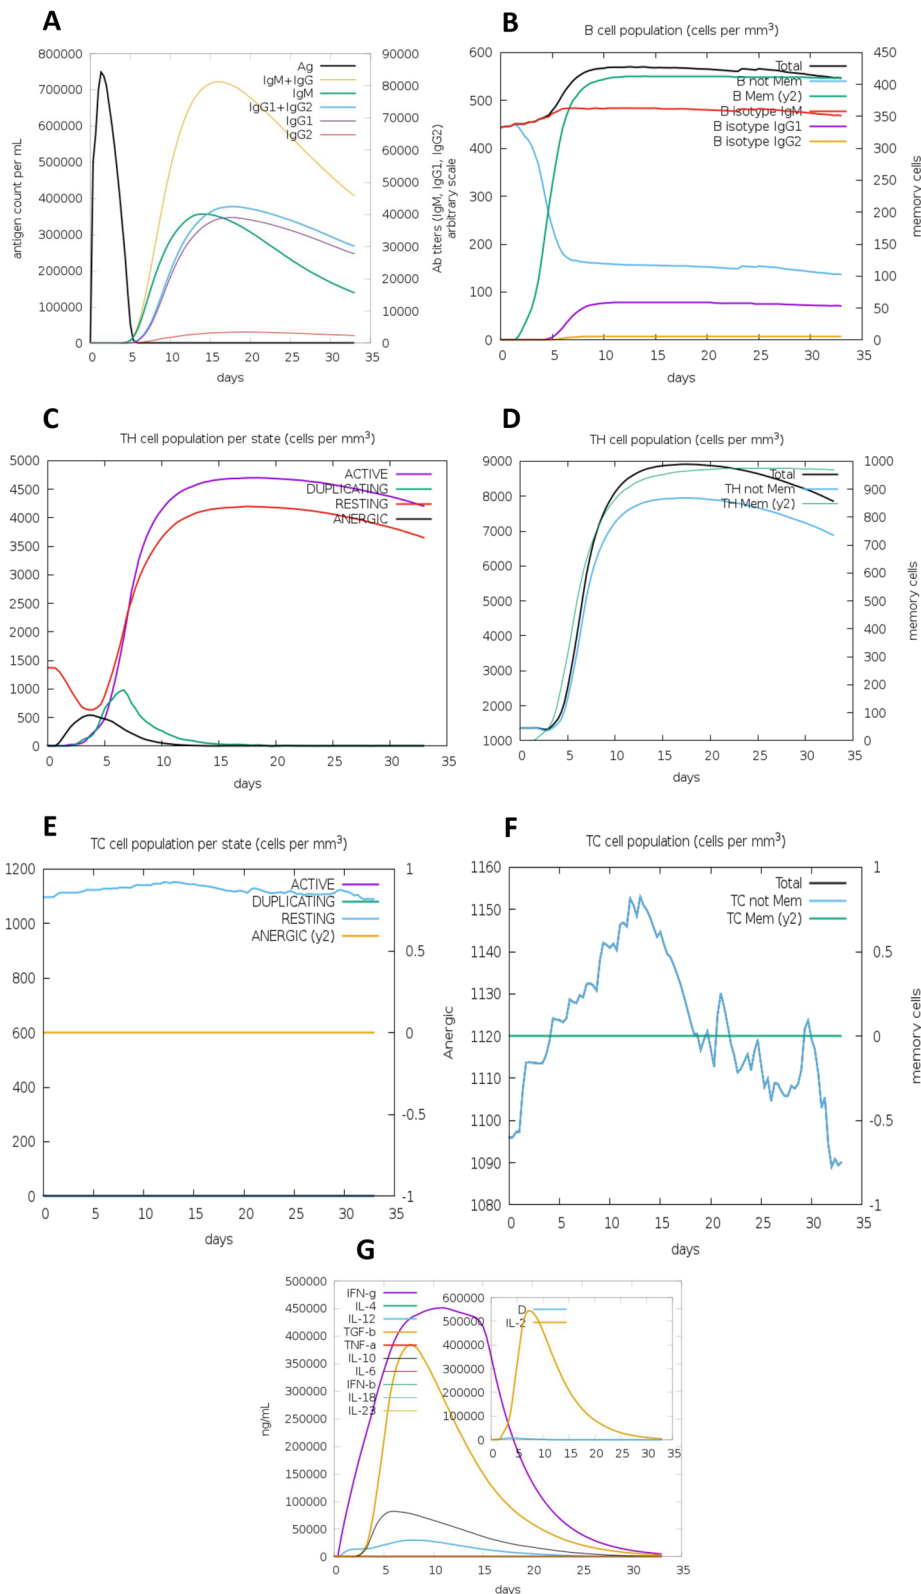 A
800000
700000
600000
500000
400000
300000
200000
100000
0
antigen count per mL
0 5 10 15 20 25 30 35
days
90000
80000
70000
60000
50000
40000
30000
20000
10000
0
Ab titers (IgM, IgG1, IgG2)
arbitrary scale
Ag
IgM+IgG
IgM
IgG1+IgG2
IgG1
IgG2
B
B cell population (cells per mm3)
600
500
400
300
200
100
0
0 5 10 15 20 25 30 35
days
450
400
350
300
250
200
150
100
50
0
memory cells
Total
B not Mem
B Mem (y2)
B isotype IgM
B isotype IgG1
B isotype IgG2
C
TH cell population per state (cells per mm3)
5000
4500
4000
3500
3000
2500
2000
1500
1000
500
0
0 5 10 15 20 25 30 35
days
ACTIVE
DUPLICATING
RESTING
ANERGIC
D
TH cell population (cells per mm3)
9000
8000
7000
6000
5000
4000
3000
2000
1000
0 5 10 15 20 25 30 35
days
1000
900
800
700
600
500
400
300
200
100
0
memory cells
Total
TH not Mem
TH Mem (y2)
E
TC cell population per state (cells per mm3)
1200
1000
800
600
400
200
0
0 5 10 15 20 25 30 35
days
1
0.5
0
-0.5
-1
Anergic
ACTIVE
DUPLICATING
RESTING
ANERGIC (y2)
F
TC cell population (cells per mm3)
1160
1150
1140
1130
1120
1110
1100
1090
1080
0 5 10 15 20 25 30 35
days
1
0.5
0
-0.5
-1
memory cells
Total
TC not Mem
TC Mem (y2)
G
500000
450000
400000
350000
300000
250000
200000
150000
100000
50000
0
ng/mL
0 5 10 15 20 25 30 35
days
IFN-g
IL-4
IL-12
TGF-b
TNF-a
IL-10
IL-6
IFN-b
IL-18
IL-23
600000
500000
400000
300000
200000
100000
0
0 5 10 15 20 25 30 35
D
IL-2